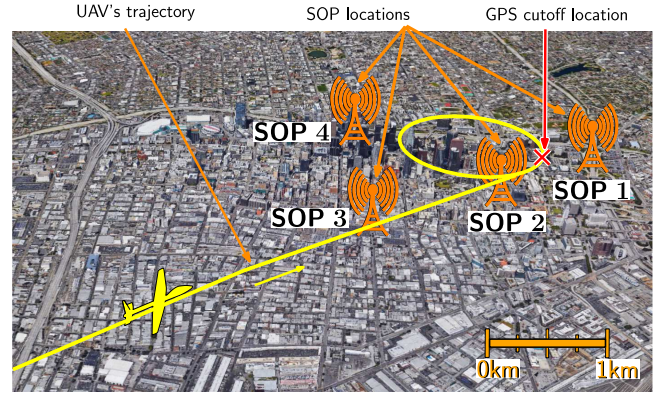 UAV's trajectory
SOP locations
GPS cutoff location
SOP 4
SOP 1
SOP 3
SOP 2
0km
1km